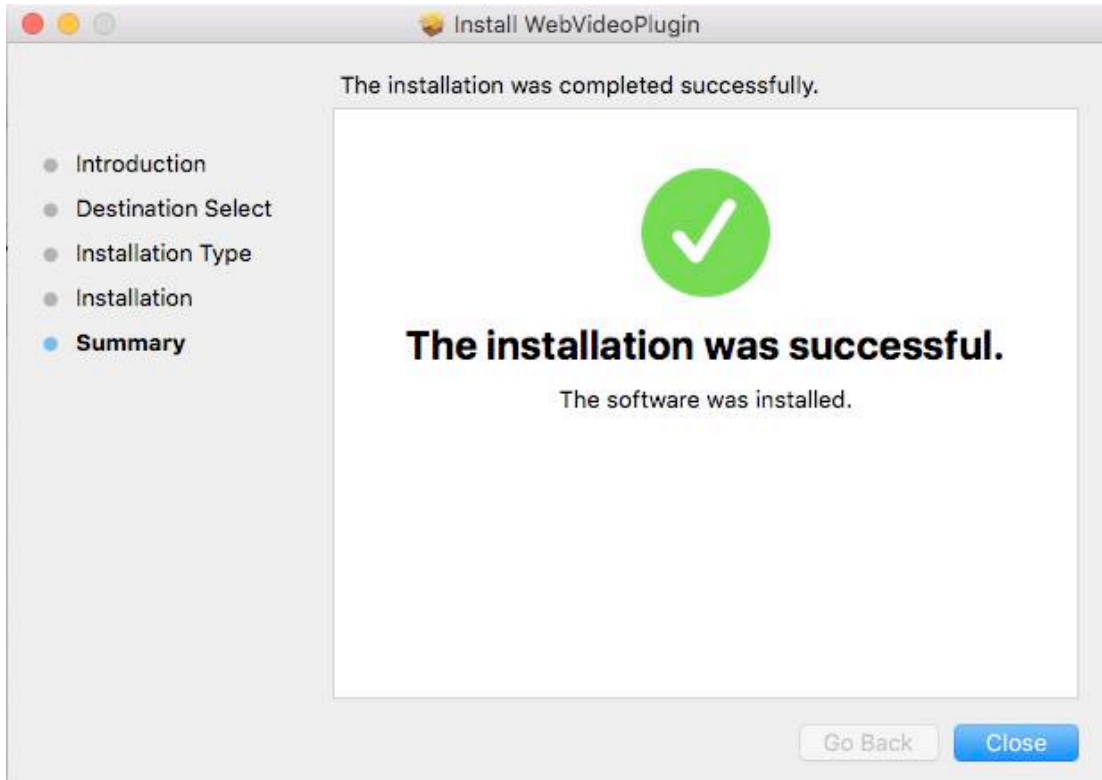 Install WebVideoPlugin
The installation was completed successfully.
Introduction
Destination Select
Installation Type
Installation
Summary
The installation was successful.
The software was installed.
Go Back
Close